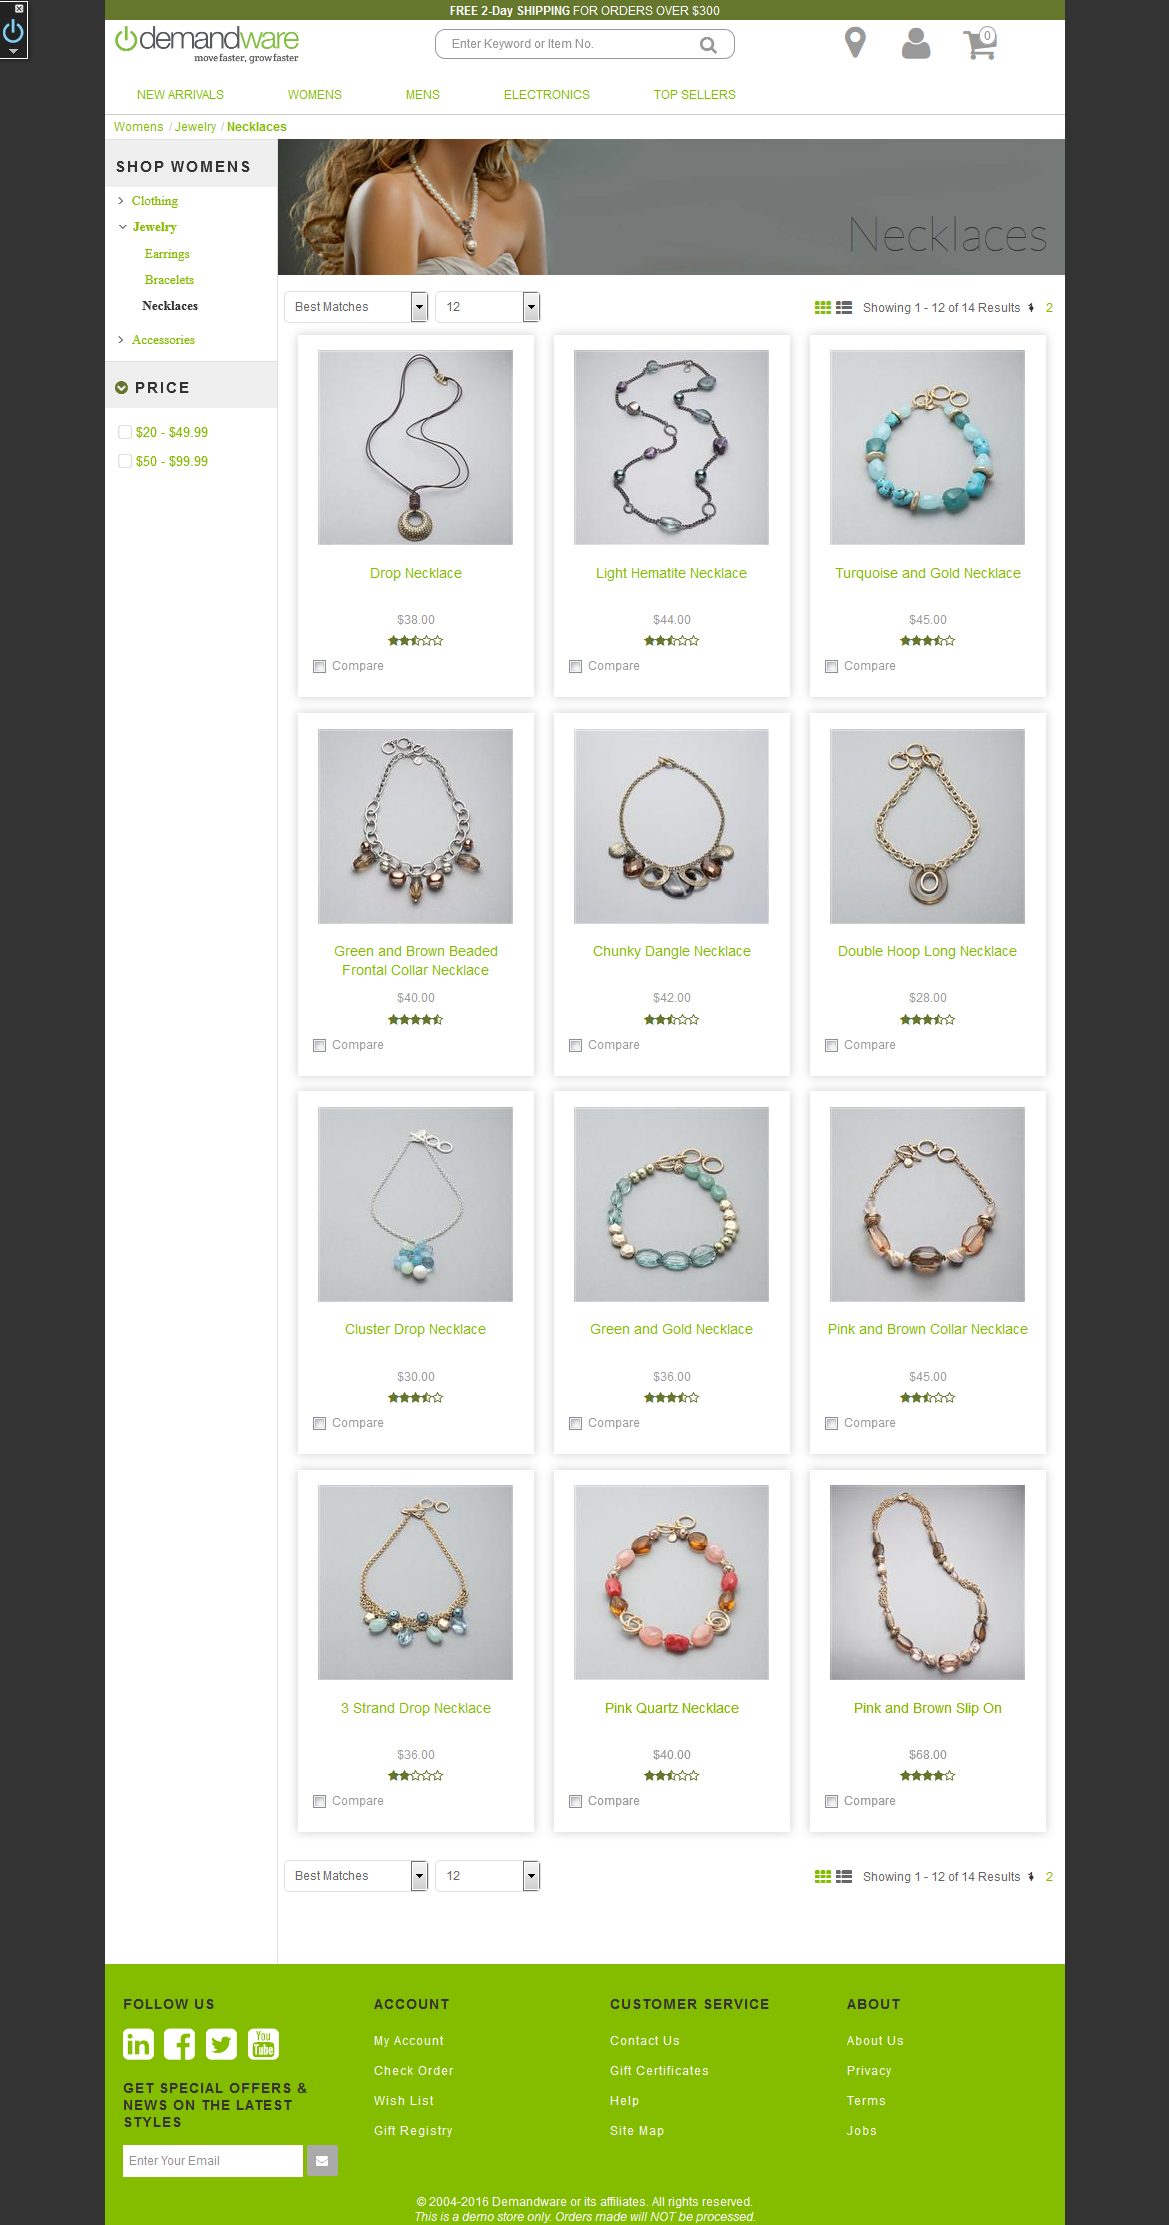 FREE 2-Day SHIPPING FOR ORDERS OVER $300
demandware
move faster, grow faster
Enter Keyword or Item No.
0
NEW ARRIVALS WOMENS MENS ELECTRONICS TOP SELLERS
Womens / Jewelry / Necklaces
SHOP WOMENS
Clothing
Jewelry
Earrings
Bracelets
Necklaces
Accessories
PRICE
$20 - $49.99
$50 - $99.99
Necklaces
Best Matches 12 Showing 1 - 12 of 14 Results 2
Drop Necklace
$38.00
Compare
Light Hematite Necklace
$44.00
Compare
Turquoise and Gold Necklace
$45.00
Compare
Green and Brown Beaded
Frontal Collar Necklace
$40.00
Compare
Chunky Dangle Necklace
$42.00
Compare
Double Hoop Long Necklace
$28.00
Compare
Cluster Drop Necklace
$30.00
Compare
Green and Gold Necklace
$36.00
Compare
Pink and Brown Collar Necklace
$45.00
Compare
3 Strand Drop Necklace
$36.00
Compare
Pink Quartz Necklace
$40.00
Compare
Pink and Brown Slip On
$68.00
Compare
Best Matches 12 Showing 1 - 12 of 14 Results 2
FOLLOW US
in f You Tube
GET SPECIAL OFFERS &
NEWS ON THE LATEST
STYLES
Enter Your Email
ACCOUNT
My Account
Check Order
Wish List
Gift Registry
CUSTOMER SERVICE
Contact Us
Gift Certificates
Help
Site Map
ABOUT
About Us
Privacy
Terms
Jobs
© 2004-2016 Demandware or its affiliates. All rights reserved.
This is a demo store only. Orders made will NOT be processed.